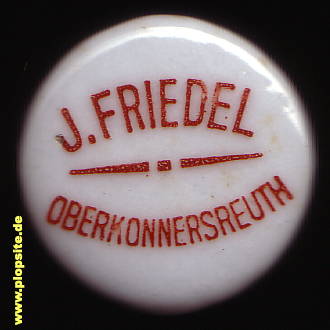 J. FRIEDEL
OBERKONNERSREUTH
www.plopsite.de